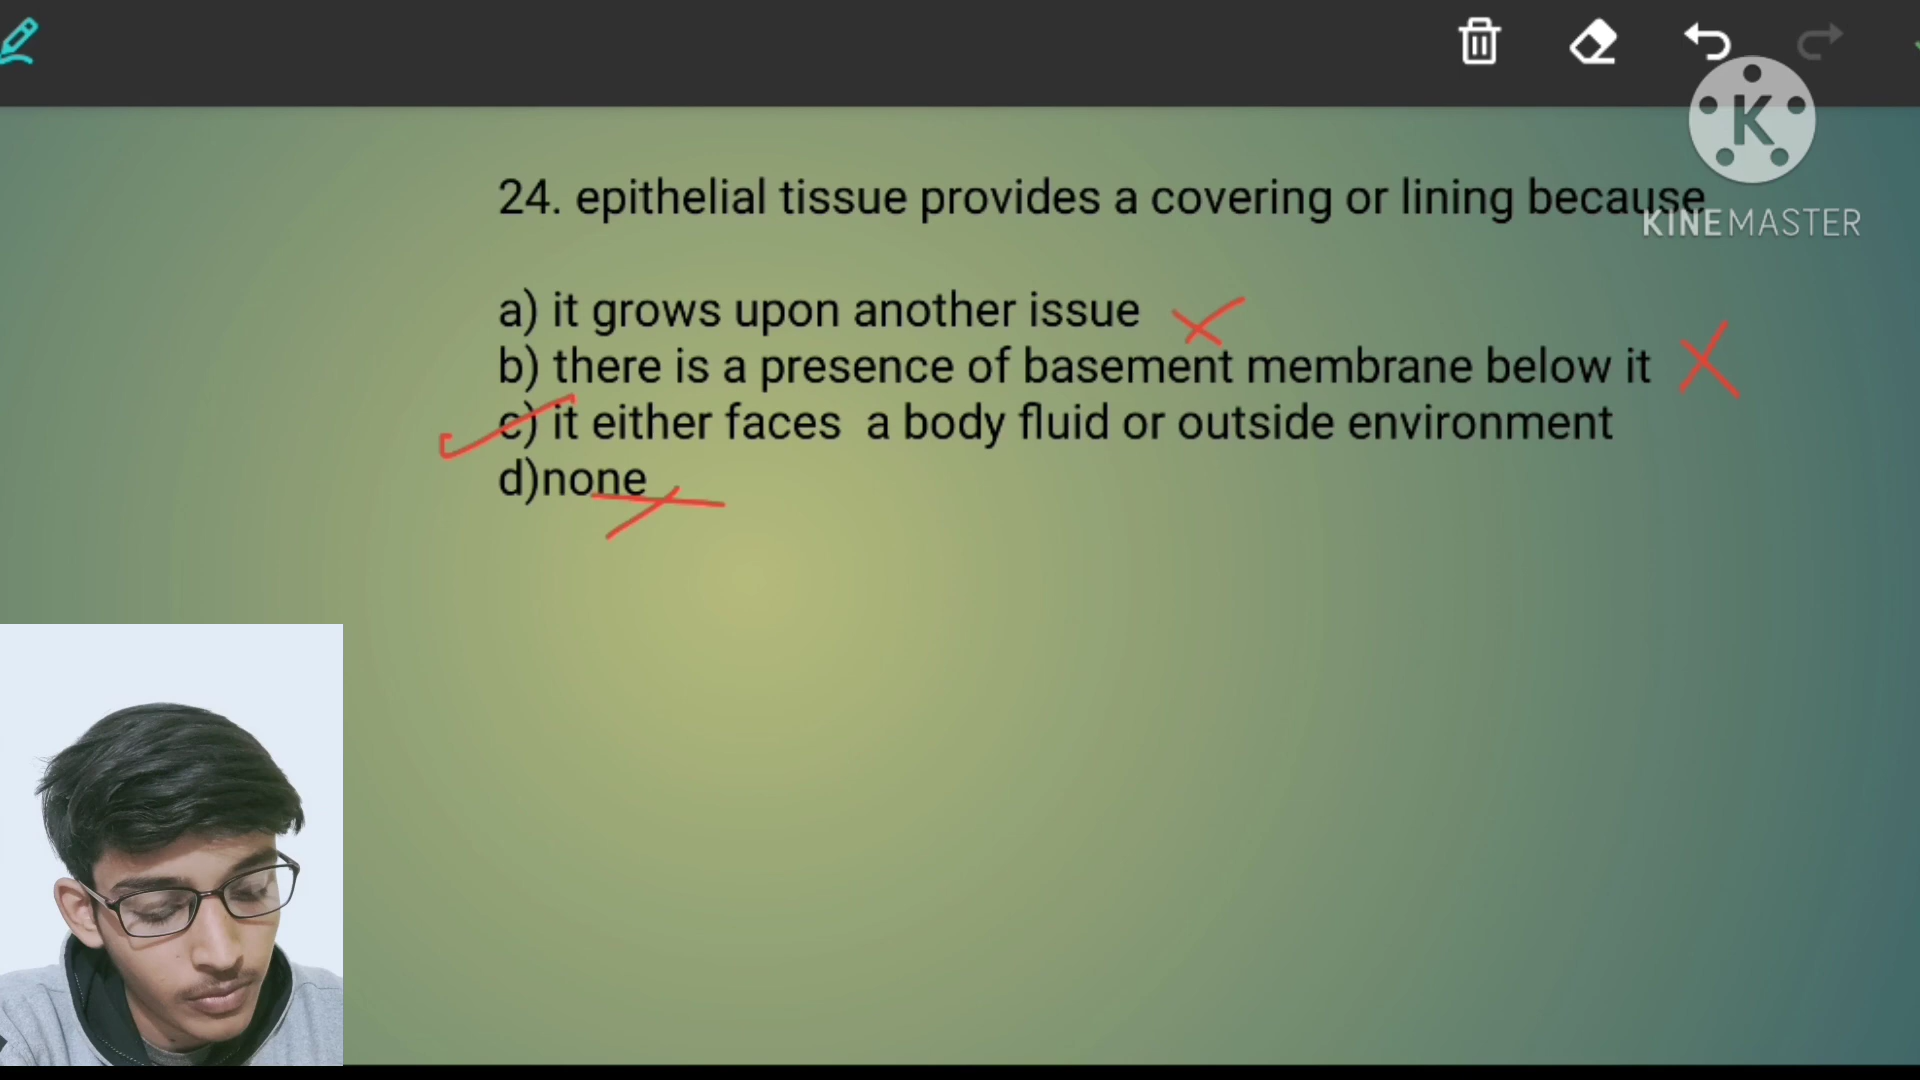 24. epithelial tissue provides a covering or lining because
K
KINEMASTER
a) it grows upon another issue
b) there is a presence of basement membrane below it
c) it either faces a body fluid or outside environment
d)none